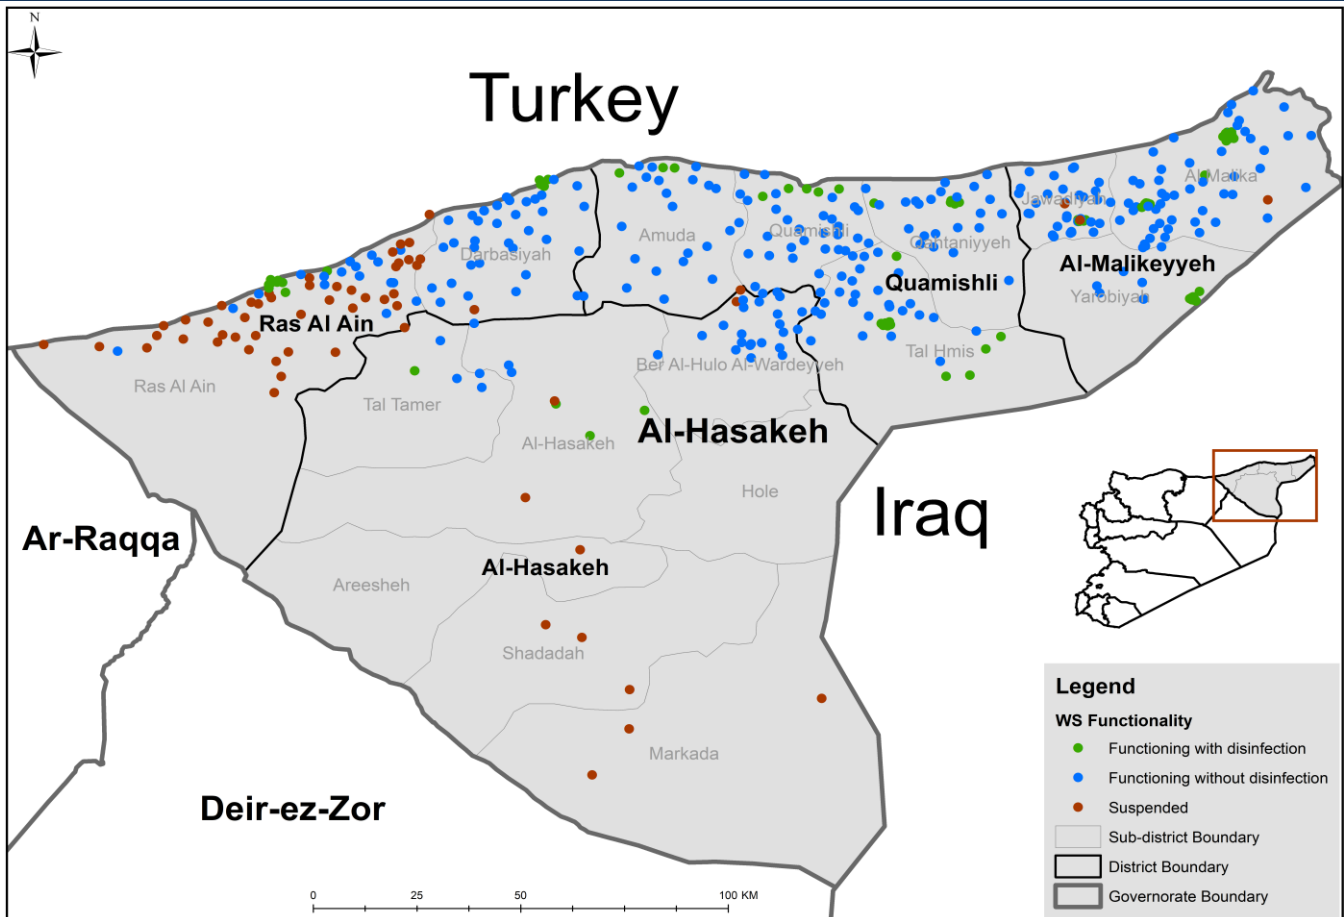 N
Turkey
Al-Malika
Jawadiyah
Quamishli
Amuda
Qahtaniyyeh
Darbasiyah
Al-Malikeyyeh
Quamishli
Yarobiyah
Ras Al Ain
Tal Hmis
Ber Al-Hulo Al-Wardeyyeh
Ras Al Ain
Tal Tamer
Al-Hasakeh
Al-Hasakeh
Hole
Iraq
Ar-Raqqa
Al-Hasakeh
Areesheh
Shadadah
Markada
Deir-ez-Zor
Legend
WS Functionality
Functioning with disinfection
Functioning without disinfection
Suspended
Sub-district Boundary
District Boundary
Governorate Boundary
0 25 50 100 KM